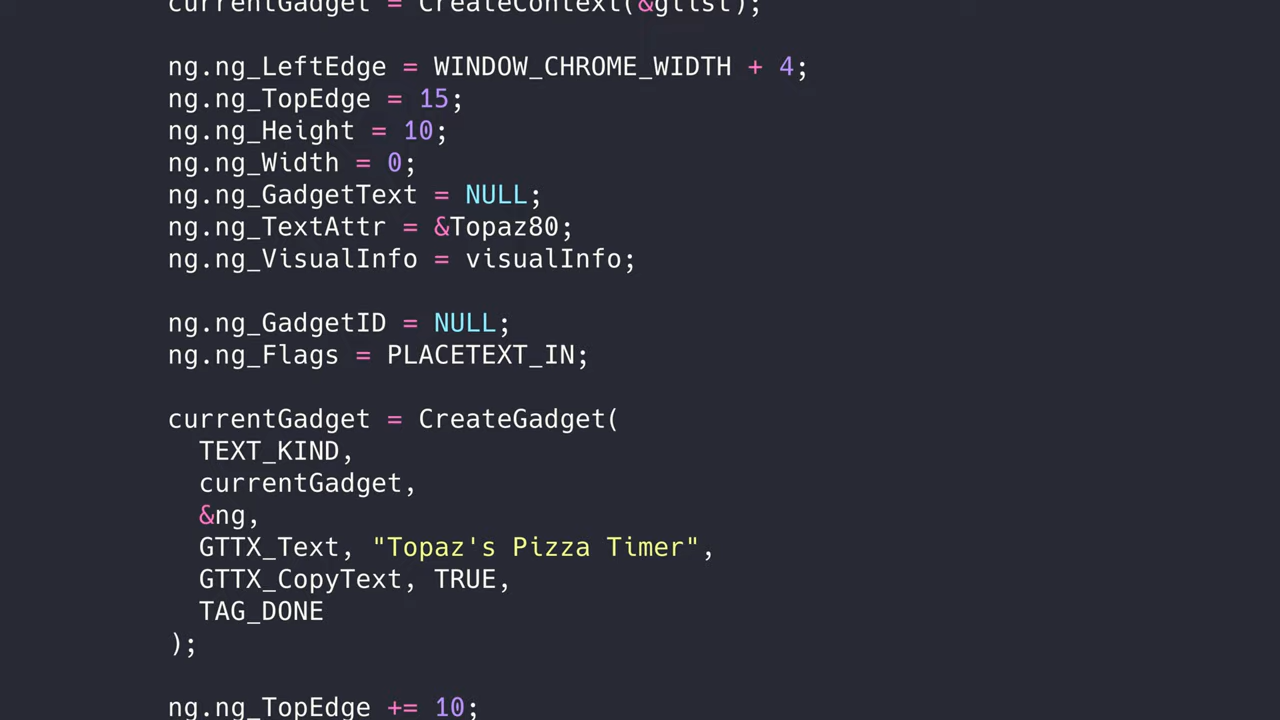 currentGadget = CreateContext(&gtlst);
ng.ng_LeftEdge = WINDOW_CHROME_WIDTH + 4;
ng.ng_TopEdge = 15;
ng.ng_Height = 10;
ng.ng_Width = 0;
ng.ng_GadgetText = NULL;
ng.ng_TextAttr = &Topaz80;
ng.ng_VisualInfo = visualInfo;
ng.ng_GadgetID = NULL;
ng.ng_Flags = PLACETEXT_IN;
currentGadget = CreateGadget(
TEXT_KIND,
currentGadget,
&ng,
GTTX_Text, "Topaz's Pizza Timer",
GTTX_CopyText, TRUE,
TAG_DONE
);
ng.ng_TopEdge += 10;